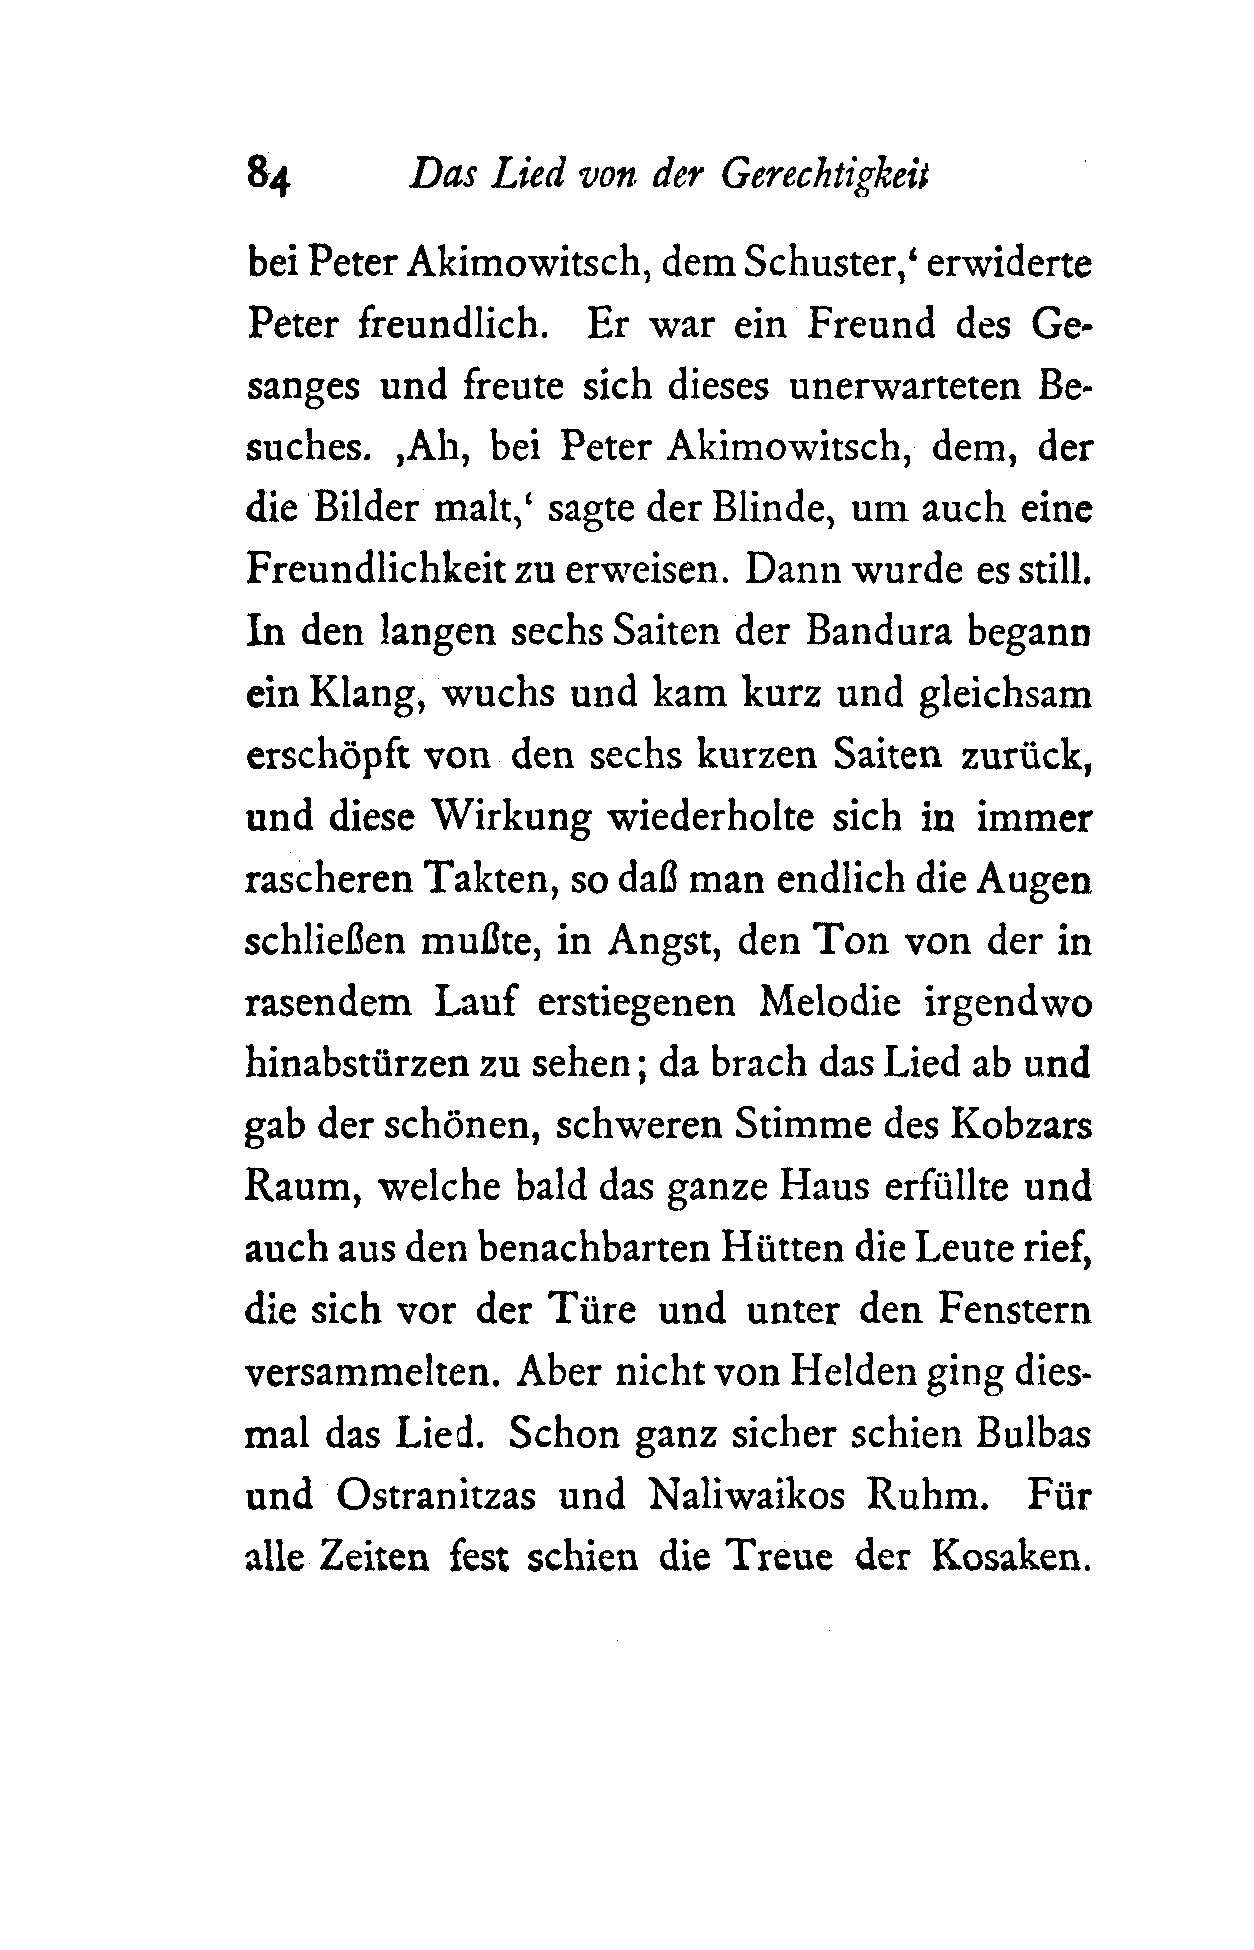 84 Das Lied von der Gerechtigkeit
bei Peter Akimowitsch, dem Schuster,‘ erwiderte
Peter freundlich. Er war ein Freund des Ge-
sanges und freute sich dieses unerwarteten Be-
suches. ‚Ah, bei Peter Akimowitsch, dem, der
die Bilder malt,‘ sagte der Blinde, um auch eine
Freundlichkeit zu erweisen. Dann wurde es still.
In den langen sechs Saiten der Bandura begann
ein Klang, wuchs und kam kurz und gleichsam
erschöpft von den sechs kurzen Saiten zurück,
und diese Wirkung wiederholte sich in immer
rascheren Takten, so daß man endlich die Augen
schließen mußte, in Angst, den Ton von der in
rasendem Lauf erstiegenen Melodie irgendwo
hinabstürzen zu sehen; da brach das Lied ab und
gab der schönen, schweren Stimme des Kobzars
Raum, welche bald das ganze Haus erfüllte und
auch aus den benachbarten Hütten die Leute rief,
die sich vor der Türe und unter den Fenstern
versammelten. Aber nicht von Helden ging dies-
mal das Lied. Schon ganz sicher schien Bulbas
und Ostranitzas und Naliwaikos Ruhm. Für
alle Zeiten fest schien die Treue der Kosaken.